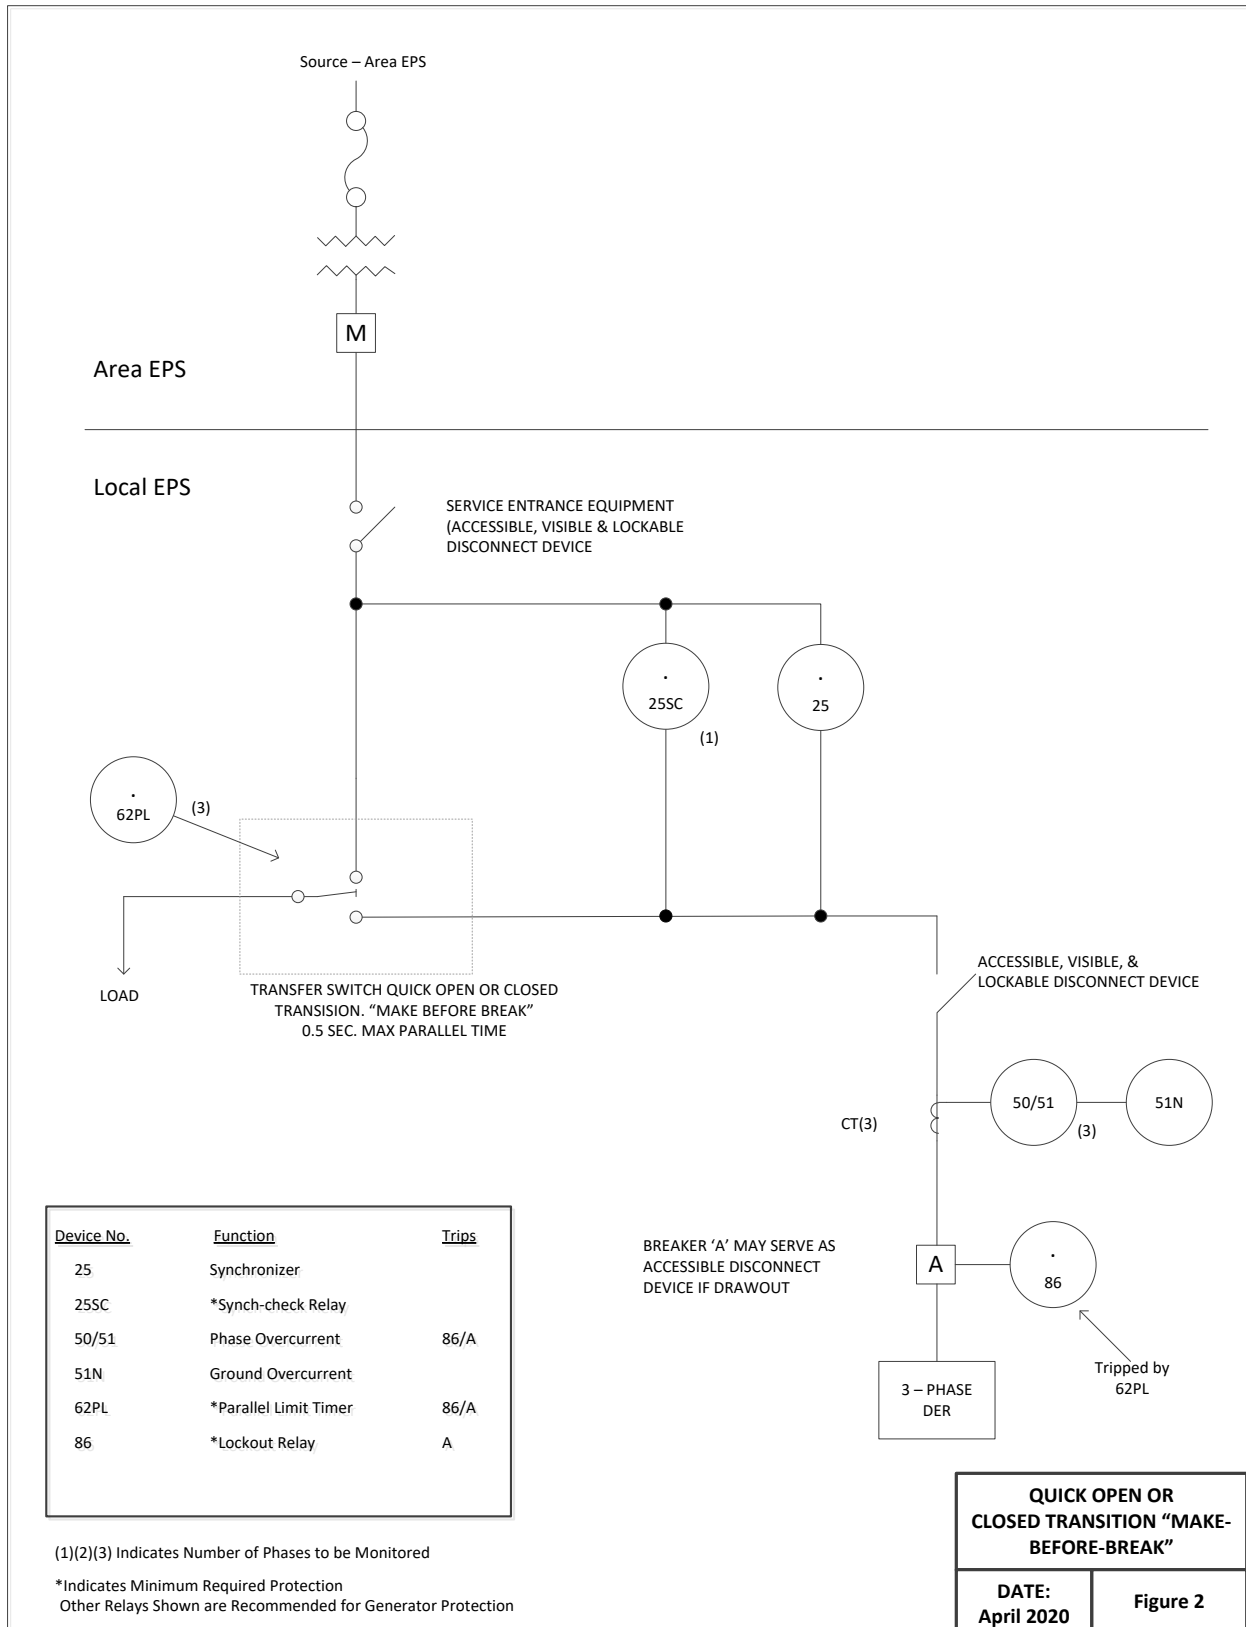 Source – Area EPS
M
Area EPS
Local EPS
SERVICE ENTRANCE EQUIPMENT
(ACCESSIBLE, VISIBLE & LOCKABLE
DISCONNECT DEVICE
25SC
(1)
25
62PL
(3)
LOAD
TRANSFER SWITCH QUICK OPEN OR CLOSED
TRANSISION. “MAKE BEFORE BREAK”
0.5 SEC. MAX PARALLEL TIME
ACCESSIBLE, VISIBLE, &
LOCKABLE DISCONNECT DEVICE
CT(3)
50/51
(3)
51N
BREAKER ‘A’ MAY SERVE AS
ACCESSIBLE DISCONNECT
DEVICE IF DRAWOUT
A
86
Tripped by
62PL
3 – PHASE
DER
Device No. Function Trips
25 Synchronizer
25SC *Synch-check Relay
50/51 Phase Overcurrent 86/A
51N Ground Overcurrent
62PL *Parallel Limit Timer 86/A
86 *Lockout Relay A
(1)(2)(3) Indicates Number of Phases to be Monitored
*Indicates Minimum Required Protection
Other Relays Shown are Recommended for Generator Protection
QUICK OPEN OR
CLOSED TRANSITION “MAKE-
BEFORE-BREAK”
DATE:
April 2020
Figure 2